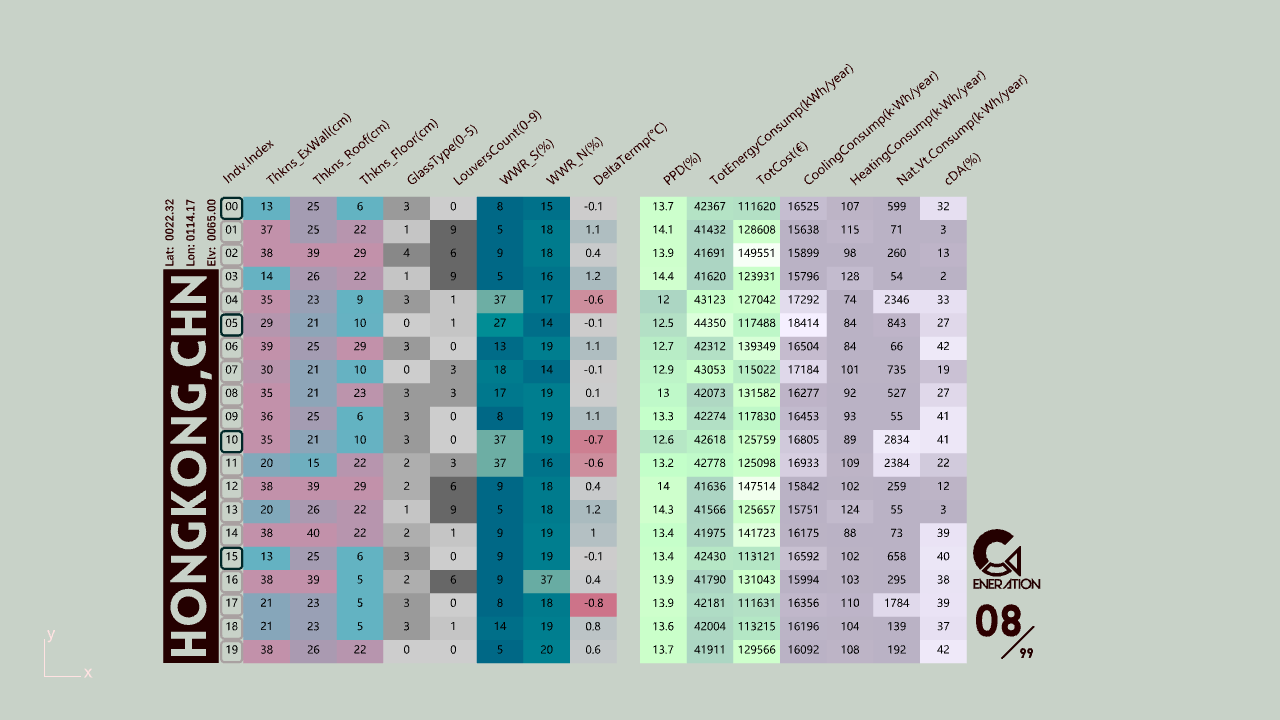 Indv.Index Thkns_ExWall(cm) Thkns_Roof(cm) Thkns_Floor(cm) GlassType(0-5) LouversCount(0-9) WWR_S(%) WWR_N(%) DeltaTermp(°C) PPD(%) TotEnergyConsump(kWh/year) TotCost(€) CoolingConsump(k·Wh/year) HeatingConsump(k·Wh/year) Nat.Vt.Consump(k·Wh/year) cDA(%)
Lat: 0022.32
Lon: 0114.17
Elv: 0065.00
HONGKONG,CHN
00 13 25 6 3 0 8 15 -0.1 13.7 42367 111620 16525 107 599 32
01 37 25 22 1 9 5 18 1.1 14.1 41432 128608 15638 115 71 3
02 38 39 29 4 6 9 18 0.4 13.9 41691 149551 15899 98 260 13
03 14 26 22 1 9 5 16 1.2 14.4 41620 123931 15796 128 54 2
04 35 23 9 3 1 37 17 -0.6 12 43123 127042 17292 74 2346 33
05 29 21 10 0 1 27 14 -0.1 12.5 44350 117488 18414 84 843 27
06 39 25 29 3 0 13 19 1.1 12.7 42312 139349 16504 84 66 42
07 30 21 10 0 3 18 14 -0.1 12.9 43053 115022 17184 101 735 19
08 35 21 23 3 3 17 19 0.1 13 42073 131582 16277 92 527 27
09 36 25 6 3 0 8 19 1.1 13.3 42274 117830 16453 93 55 41
10 35 21 10 3 0 37 19 -0.7 12.6 42618 125759 16805 89 2834 41
11 20 15 22 2 3 37 16 -0.6 13.2 42778 125098 16933 109 2384 22
12 38 39 29 2 6 9 18 0.4 14 41636 147514 15842 102 259 12
13 20 26 22 1 9 5 18 1.2 14.3 41566 125657 15751 124 55 3
14 38 40 22 2 1 9 19 1 13.4 41975 141723 16175 88 73 39
15 13 25 6 3 0 9 19 -0.1 13.4 42430 113121 16592 102 658 40
16 38 39 5 2 6 9 37 0.4 13.9 41790 131043 15994 103 295 38
17 21 23 5 3 0 8 18 -0.8 13.9 42181 111631 16356 110 1784 39
18 21 23 5 3 1 14 19 0.8 13.6 42004 113215 16196 104 139 37
19 38 26 22 0 0 5 20 0.6 13.7 41911 129566 16092 108 192 42
GENERATION
08/99
y
x